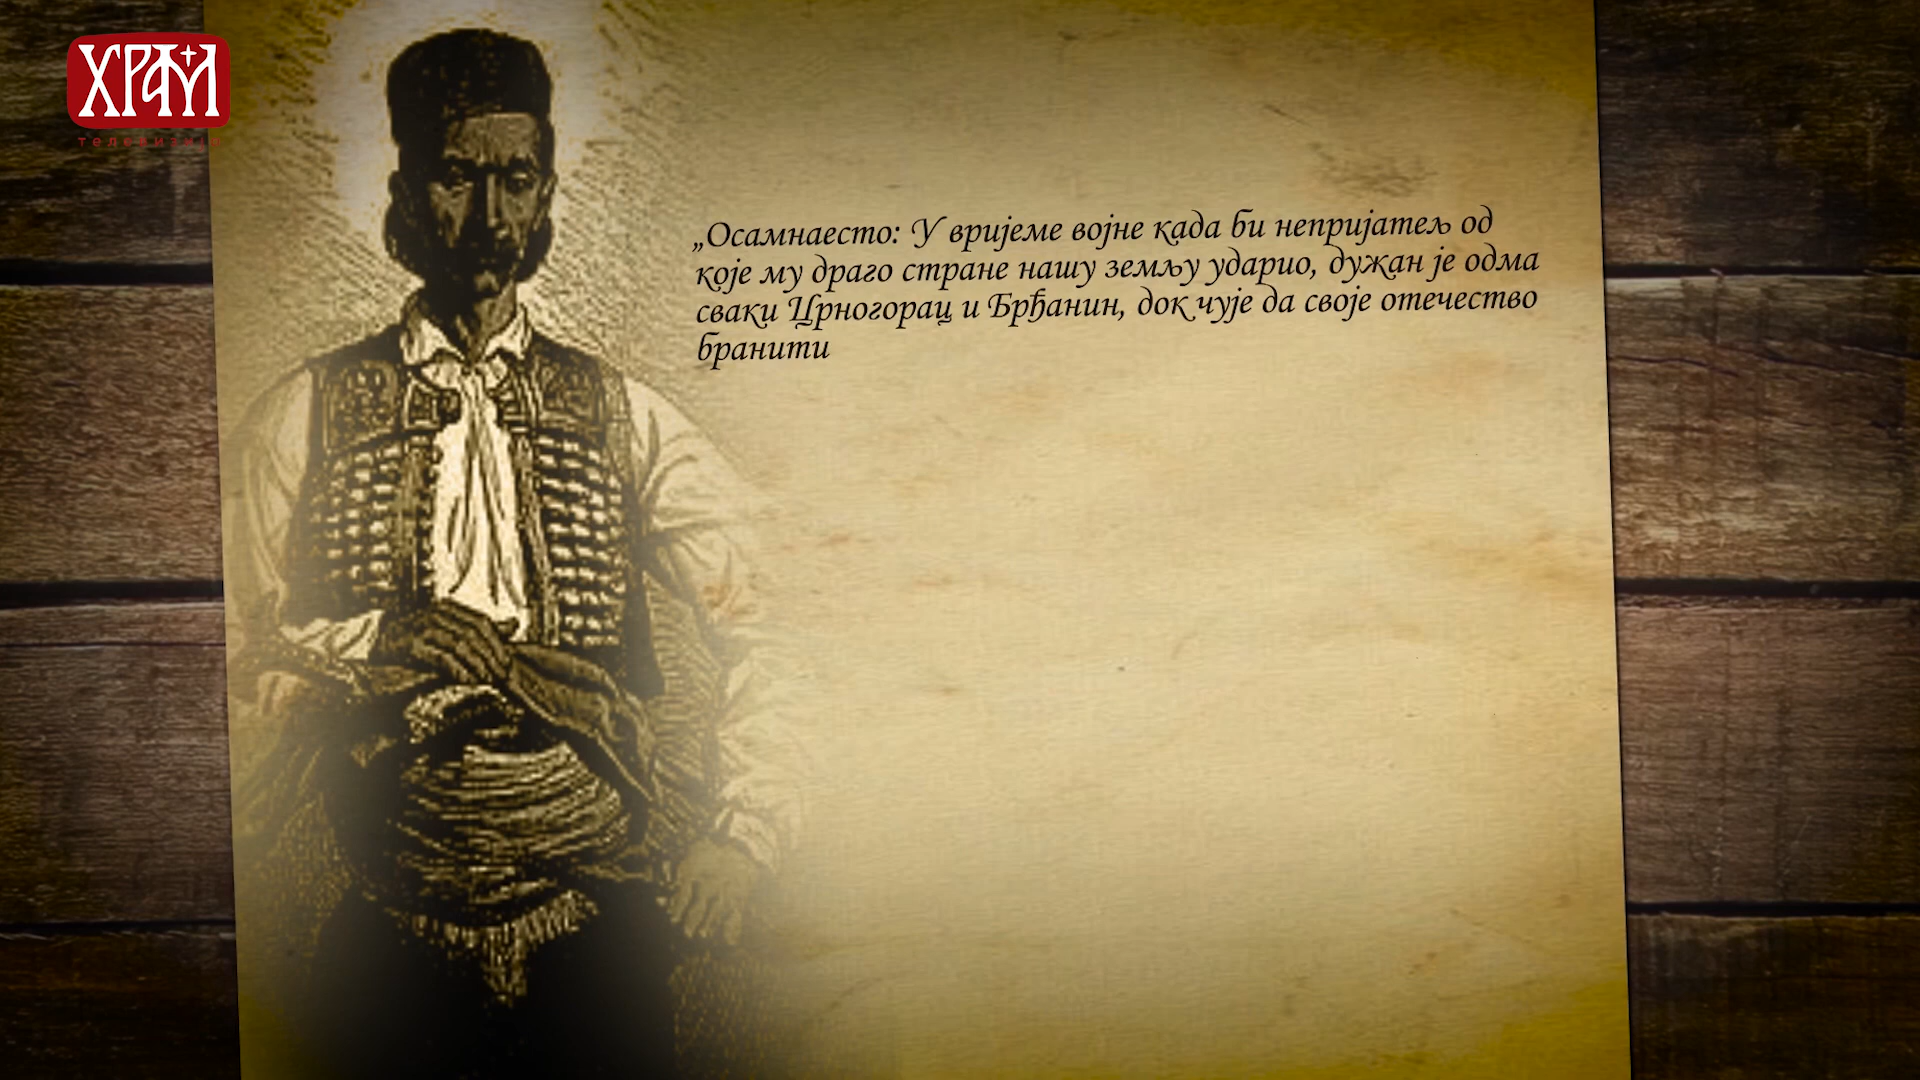 ХРАМ
телевизија
„Осамнаесто: У вријеме војне када би непријатељ од
које му драго стране нашу земљу ударио, дужан је одма
сваки Црногорац и Брђанин, док чује да своје отечество
бранити